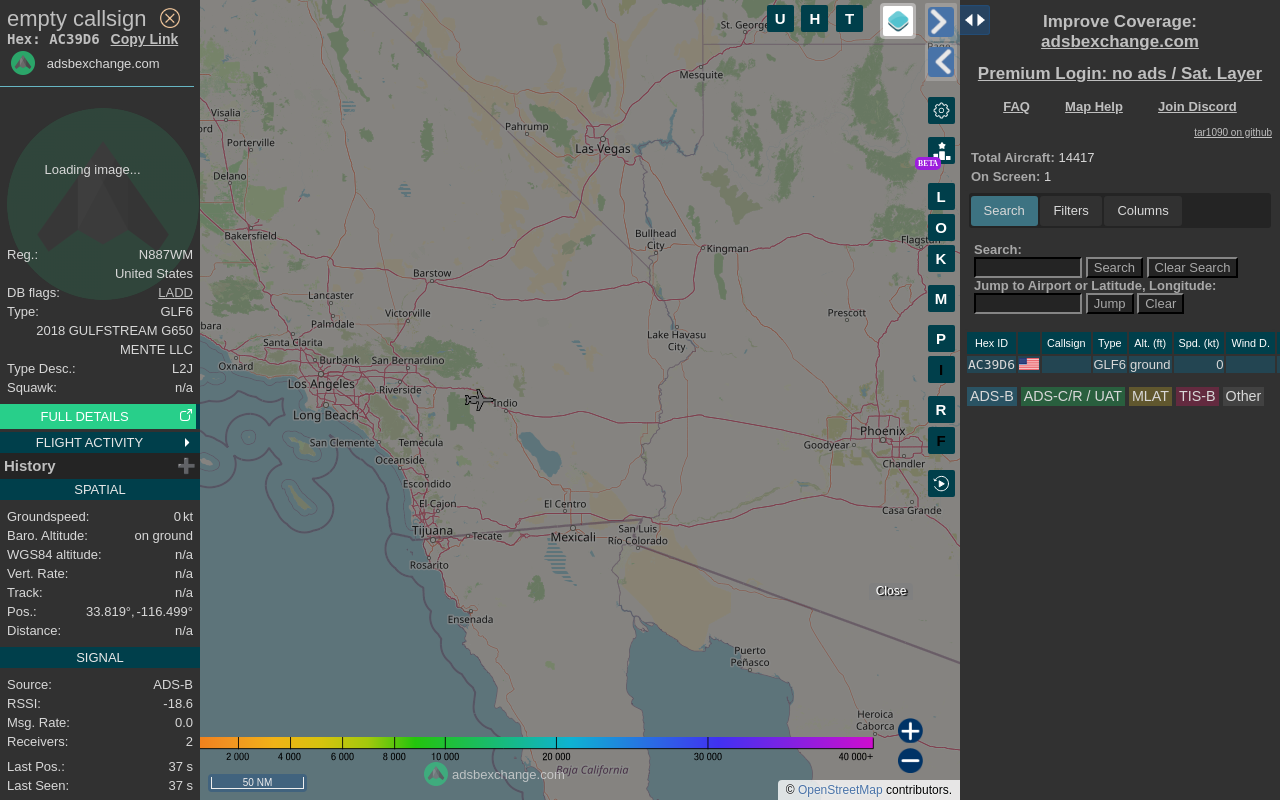 empty callsign
Hex: AC39D6 Copy Link
adsbexchange.com
Loading image...
Reg.: N887WM
United States
DB flags: LADD
Type: GLF6
2018 GULFSTREAM G650
MENTE LLC
Type Desc.: L2J
Squawk: n/a
FULL DETAILS
FLIGHT ACTIVITY
History
SPATIAL
Groundspeed: 0 kt
Baro. Altitude: on ground
WGS84 altitude: n/a
Vert. Rate: n/a
Track: n/a
Pos.: 33.819°, -116.499°
Distance: n/a
SIGNAL
Source: ADS-B
RSSI: -18.6
Msg. Rate: 0.0
Receivers: 2
Last Pos.: 37 s
Last Seen: 37 s
U H T
St. George
Mesquite
Visalia
Porterville
Pahrump
Las Vegas
BETA
Delano
L
O
K
M
P
I
R
F
Bakersfield
Bullhead
City
Kingman
Flagst
Barstow
Lancaster
Victorville
Palmdale
Prescott
bara
Santa Clarita
Lake Havasu
City
Oxnard
Burbank San Bernardino
Los Angeles
Riverside
Indio
Long Beach
San Clemente
Temecula
Phoenix
Goodyear
Oceanside
Chandler
Escondido
El Cajon
El Centro
Casa Grande
Tijuana
Tecate
Mexicali
San Luis
Río Colorado
Rosarito
Close
Ensenada
Puerto
Peñasco
Heroica
Caborca
2 000 4 000 6 000 8 000 10 000 20 000 30 000 40 000+
adsbexchange.com
Baja California
50 NM
© OpenStreetMap contributors.
Improve Coverage:
adsbexchange.com
Premium Login: no ads / Sat. Layer
FAQ Map Help Join Discord
tar1090 on github
Total Aircraft: 14417
On Screen: 1
Search Filters Columns
Search:
Search Clear Search
Jump to Airport or Latitude, Longitude:
Jump Clear
Hex ID Callsign Type Alt. (ft) Spd. (kt) Wind D.
AC39D6 GLF6 ground 0
ADS-B ADS-C/R / UAT MLAT TIS-B Other